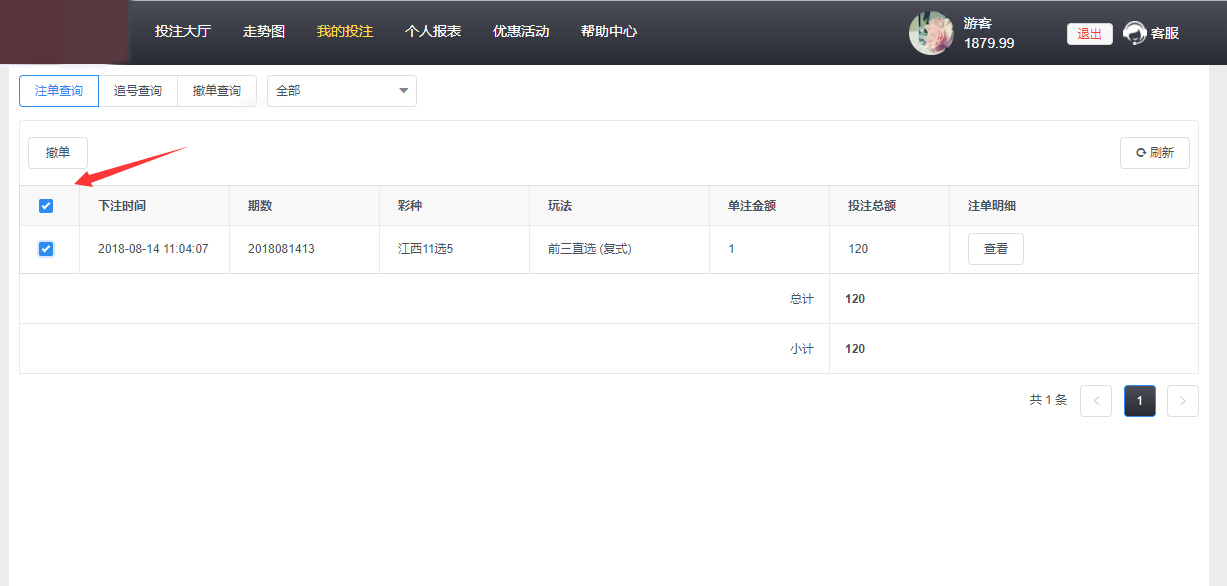 投注大厅 走势图 我的投注 个人报表 优惠活动 帮助中心 游客 退出 客服
1879.99
注单查询 追号查询 撤单查询 全部
撤单 刷新
下注时间 期数 彩种 玩法 单注金额 投注总额 注单明细
2018-08-14 11:04:07 2018081413 江西11选5 前三直选 (复式) 1 120 查看
总计 120
小计 120
共 1 条 < 1 >